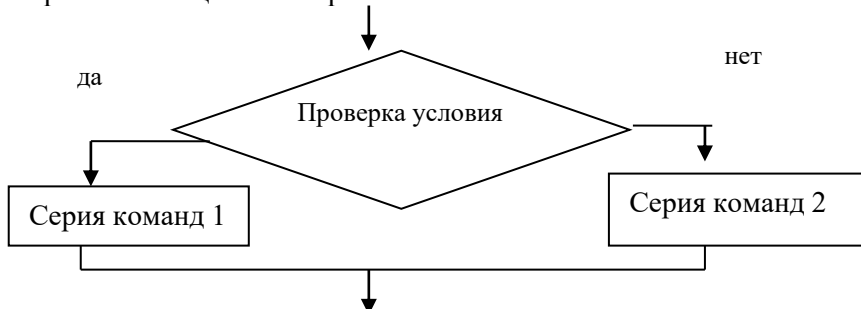 нет
да
Проверка условия
Серия команд 1
Серия команд 2